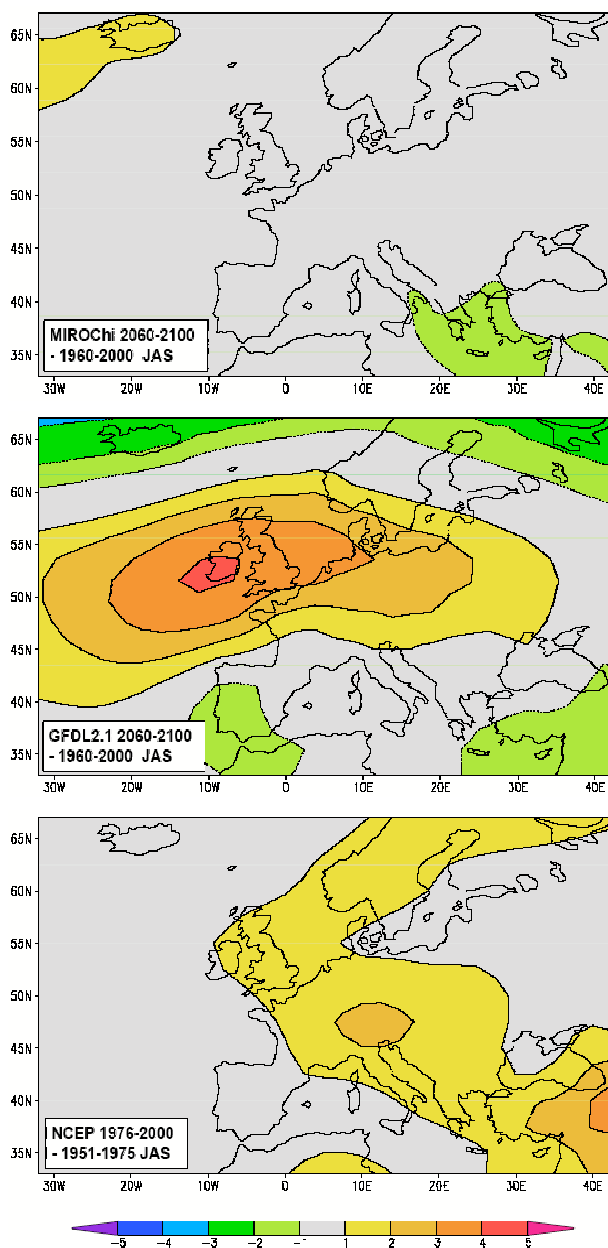 65N
60N
55N
50N
45N
40N
35N
MIROChi 2060-2100
- 1960-2000 JAS
30W 20W 10W 0 10E 20E 30E 40E
65N
60N
55N
50N
45N
40N
35N
GFDL2.1 2060-2100
- 1960-2000 JAS
30W 20W 10W 0 10E 20E 30E 40E
65N
60N
55N
50N
45N
40N
35N
NCEP 1976-2000
- 1951-1975 JAS
30W 20W 10W 0 10E 20E 30E 40E
-5 -4 -3 -2 -1 1 2 3 4 5